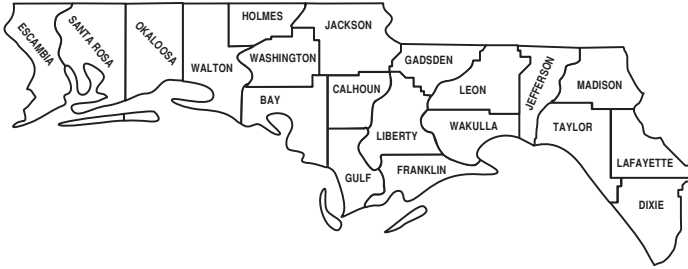 ESCAMBIA
SANTA ROSA
OKALOOSA
WALTON
HOLMES
WASHINGTON
BAY
JACKSON
CALHOUN
GULF
GADSDEN
LIBERTY
FRANKLIN
LEON
WAKULLA
JEFFERSON
MADISON
TAYLOR
LAFAYETTE
DIXIE